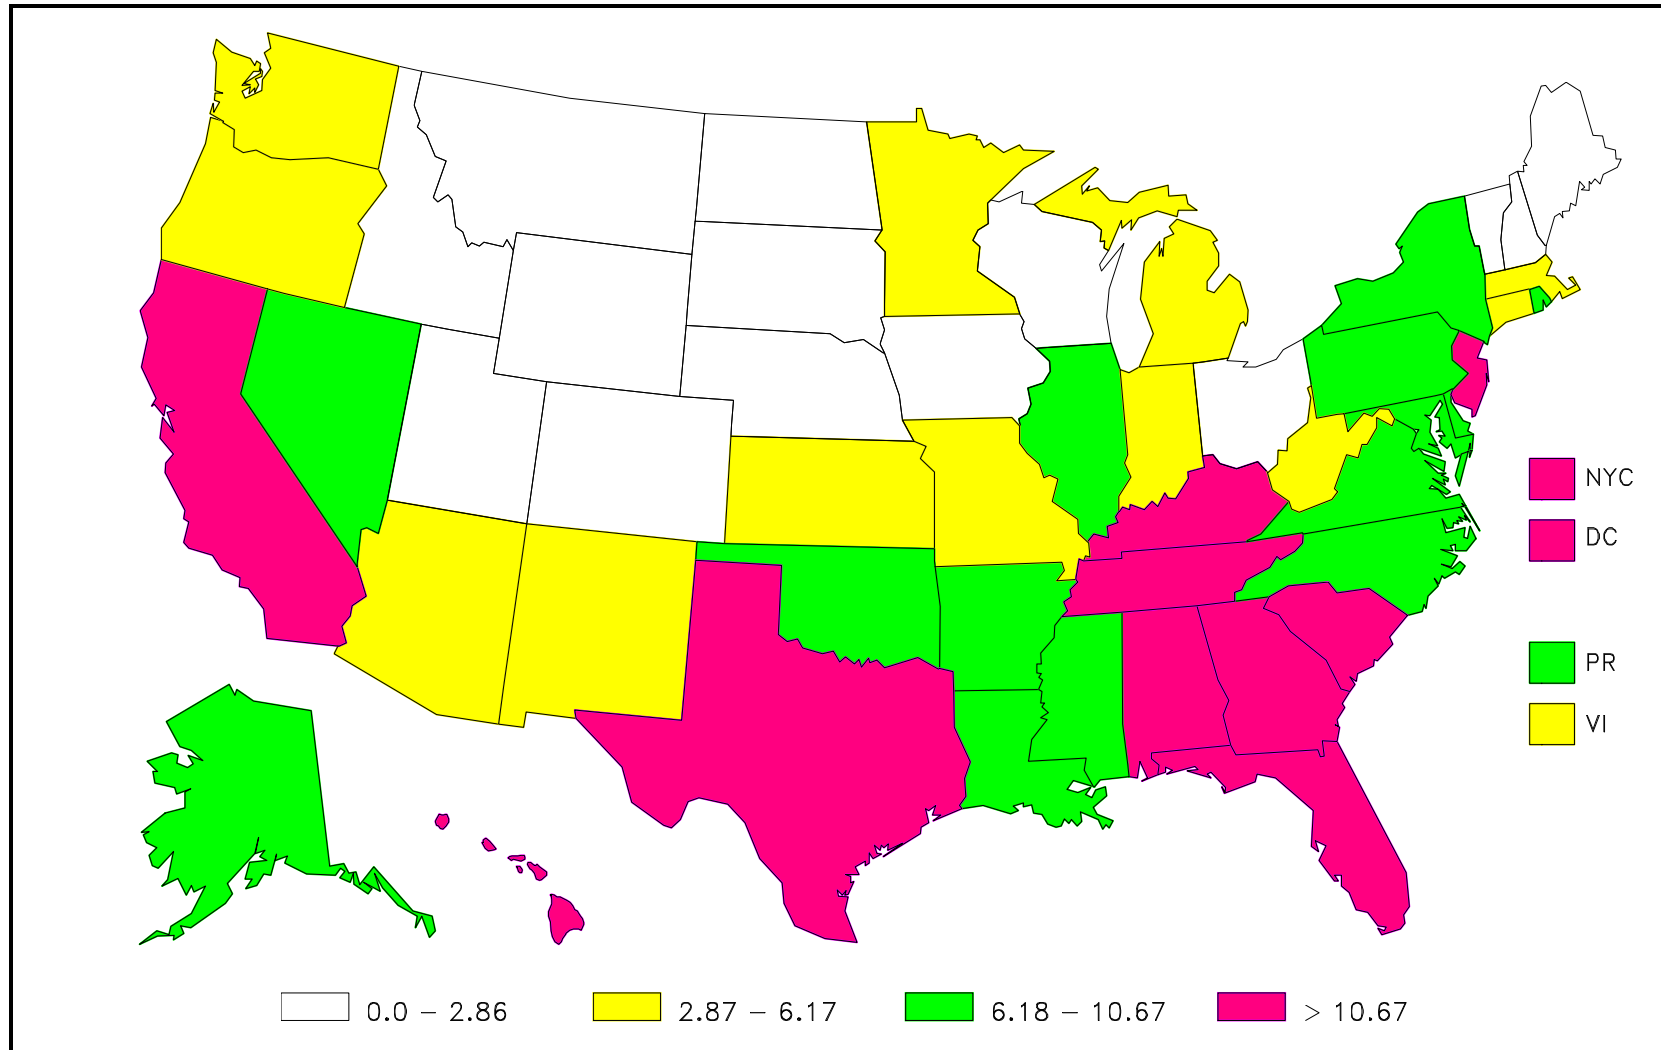 NYC
DC
PR
VI
0.0 – 2.86
2.87 – 6.17
6.18 – 10.67
> 10.67